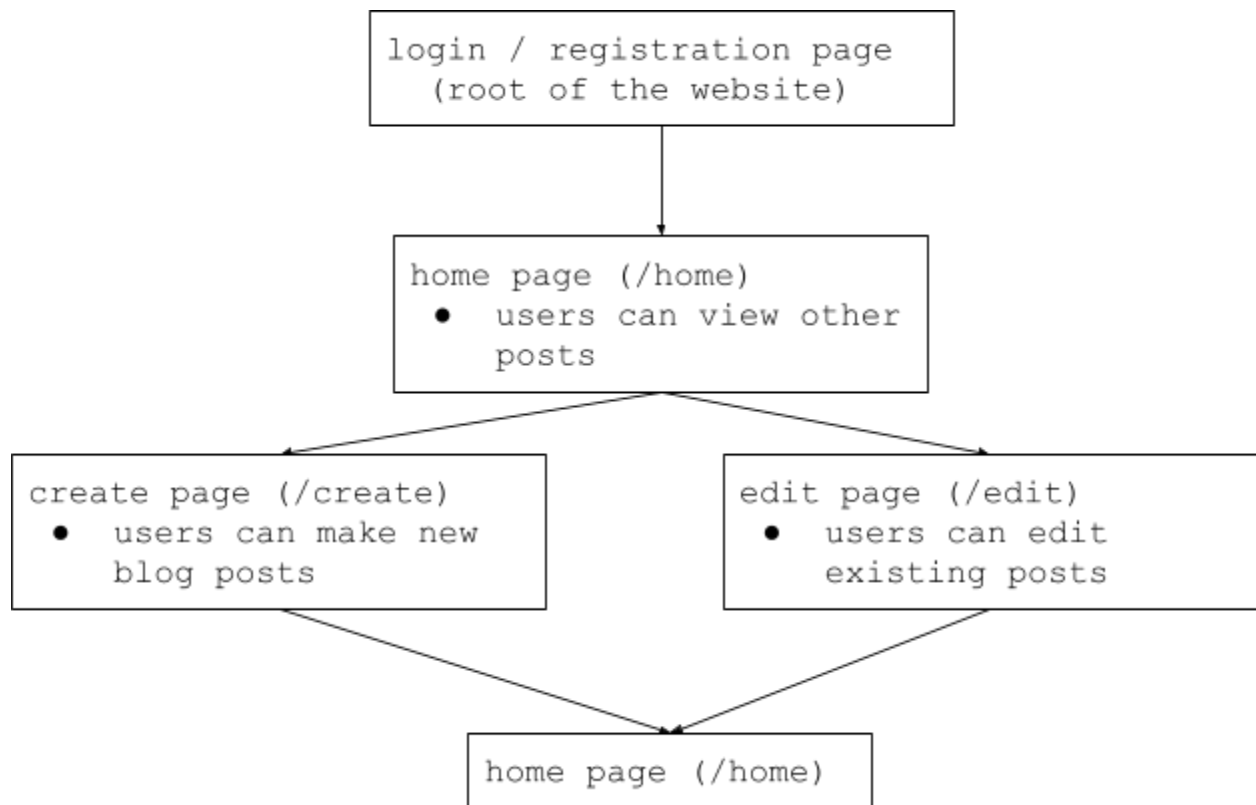 login / registration page
(root of the website)
home page (/home)
● users can view other
posts
create page (/create)
● users can make new
blog posts
edit page (/edit)
● users can edit
existing posts
home page (/home)